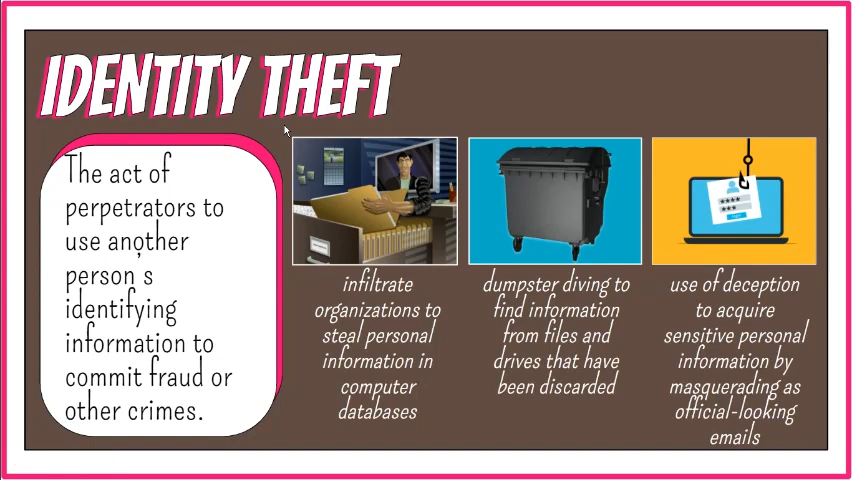 IDENTITY THEFT
The act of
perpetrators to
use another
person's
identifying
information to
commit fraud or
other crimes.
infiltrate
organizations to
steal personal
information in
computer
databases
dumpster diving to
find information
from files and
drives that have
been discarded
use of deception
to acquire
sensitive personal
information by
masquerading as
official-looking
emails